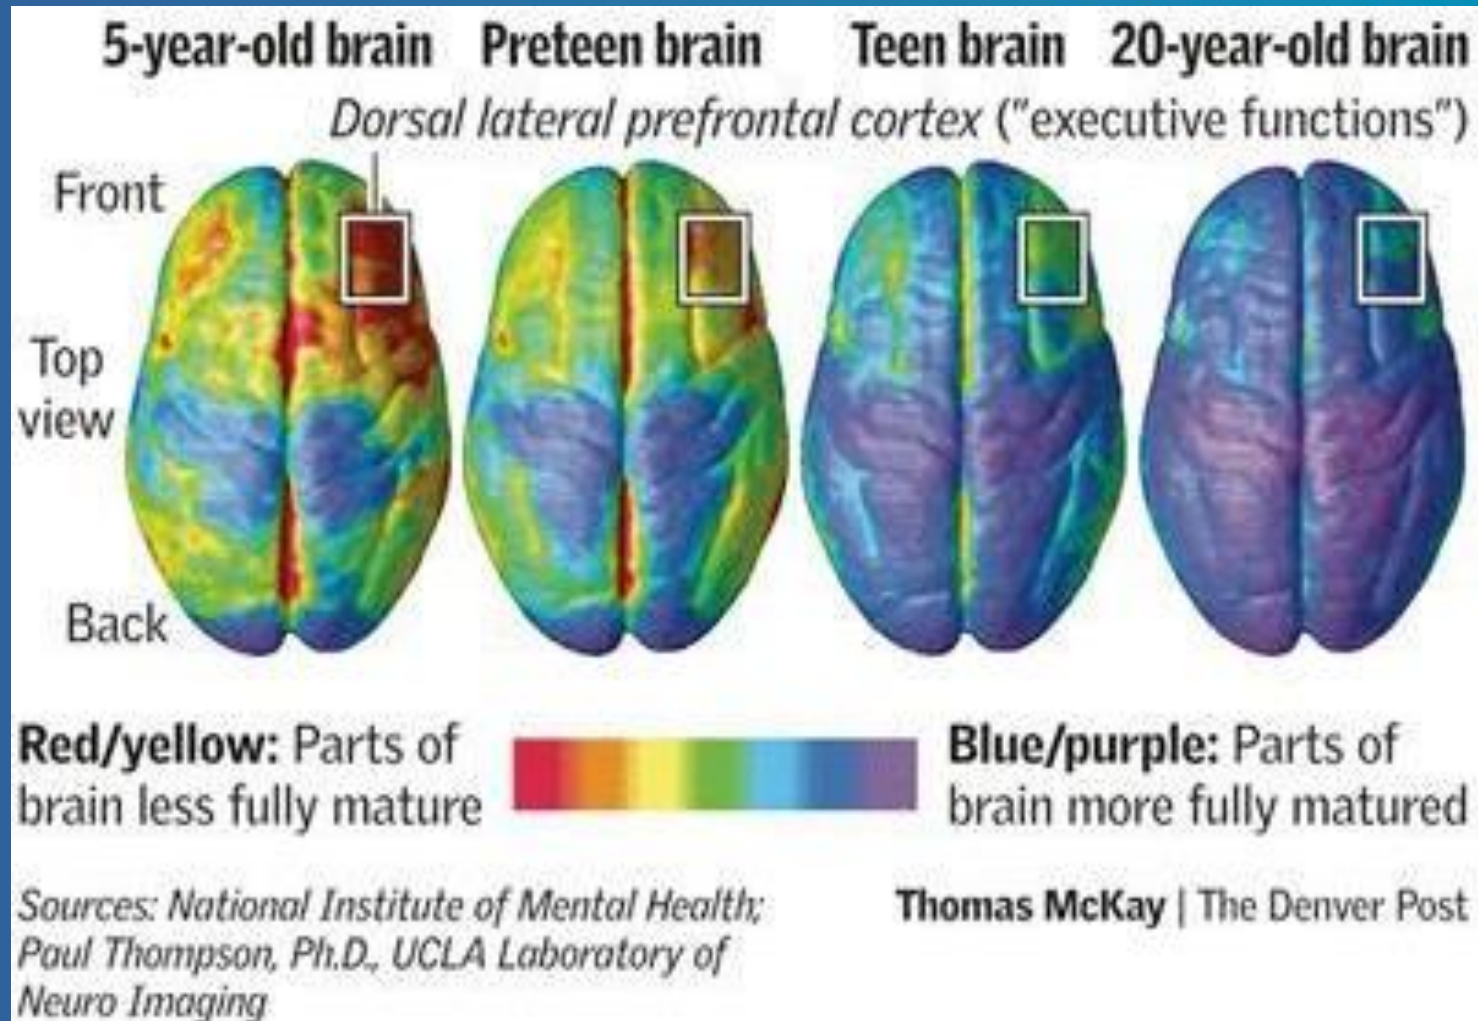 5-year-old brain Preteen brain Teen brain 20-year-old brain
Dorsal lateral prefrontal cortex ("executive functions")
Front
Top
view
Back
Red/yellow: Parts of
brain less fully mature
Blue/purple: Parts of
brain more fully matured
Sources: National Institute of Mental Health;
Paul Thompson, Ph.D., UCLA Laboratory of
Neuro Imaging
Thomas McKay | The Denver Post